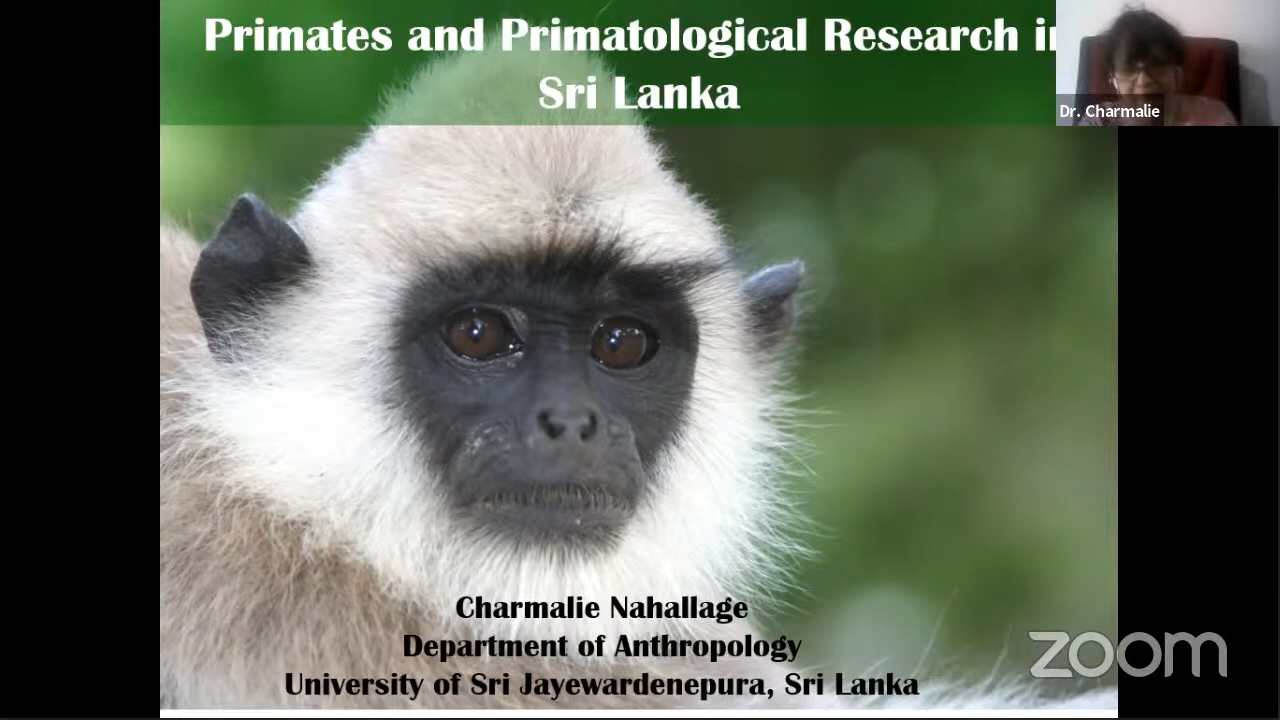 Primates and Primatological Research in
Sri Lanka
Dr. Charmalie
Charmalie Nahallage
Department of Anthropology
University of Sri Jayewardenepura, Sri Lanka
zoom